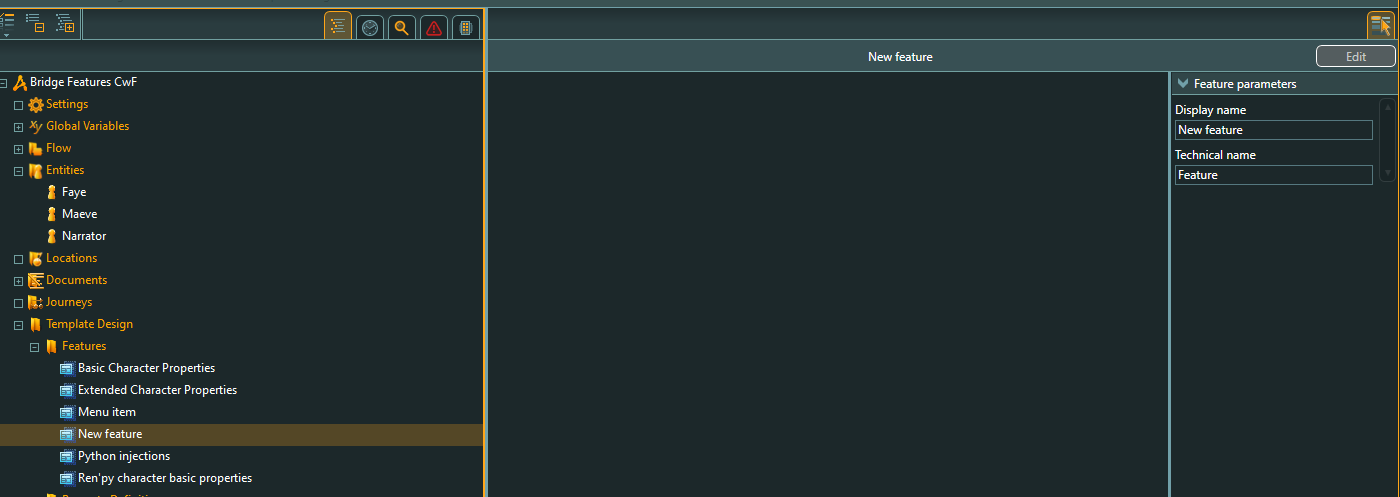 New feature
Edit
Bridge Features CwF
Settings
Global Variables
Flow
Entities
Faye
Maeve
Narrator
Locations
Documents
Journeys
Template Design
Features
Basic Character Properties
Extended Character Properties
Menu item
New feature
Python injections
Ren'py character basic properties
Feature parameters
Display name
New feature
Technical name
Feature